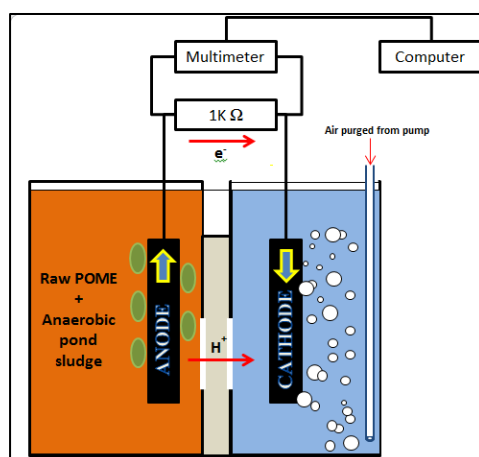 Multimeter
Computer
1K Ω
e-
Air purged from pump
Raw POME
+
Anaerobic
pond
sludge
ANODE
H+
CATHODE